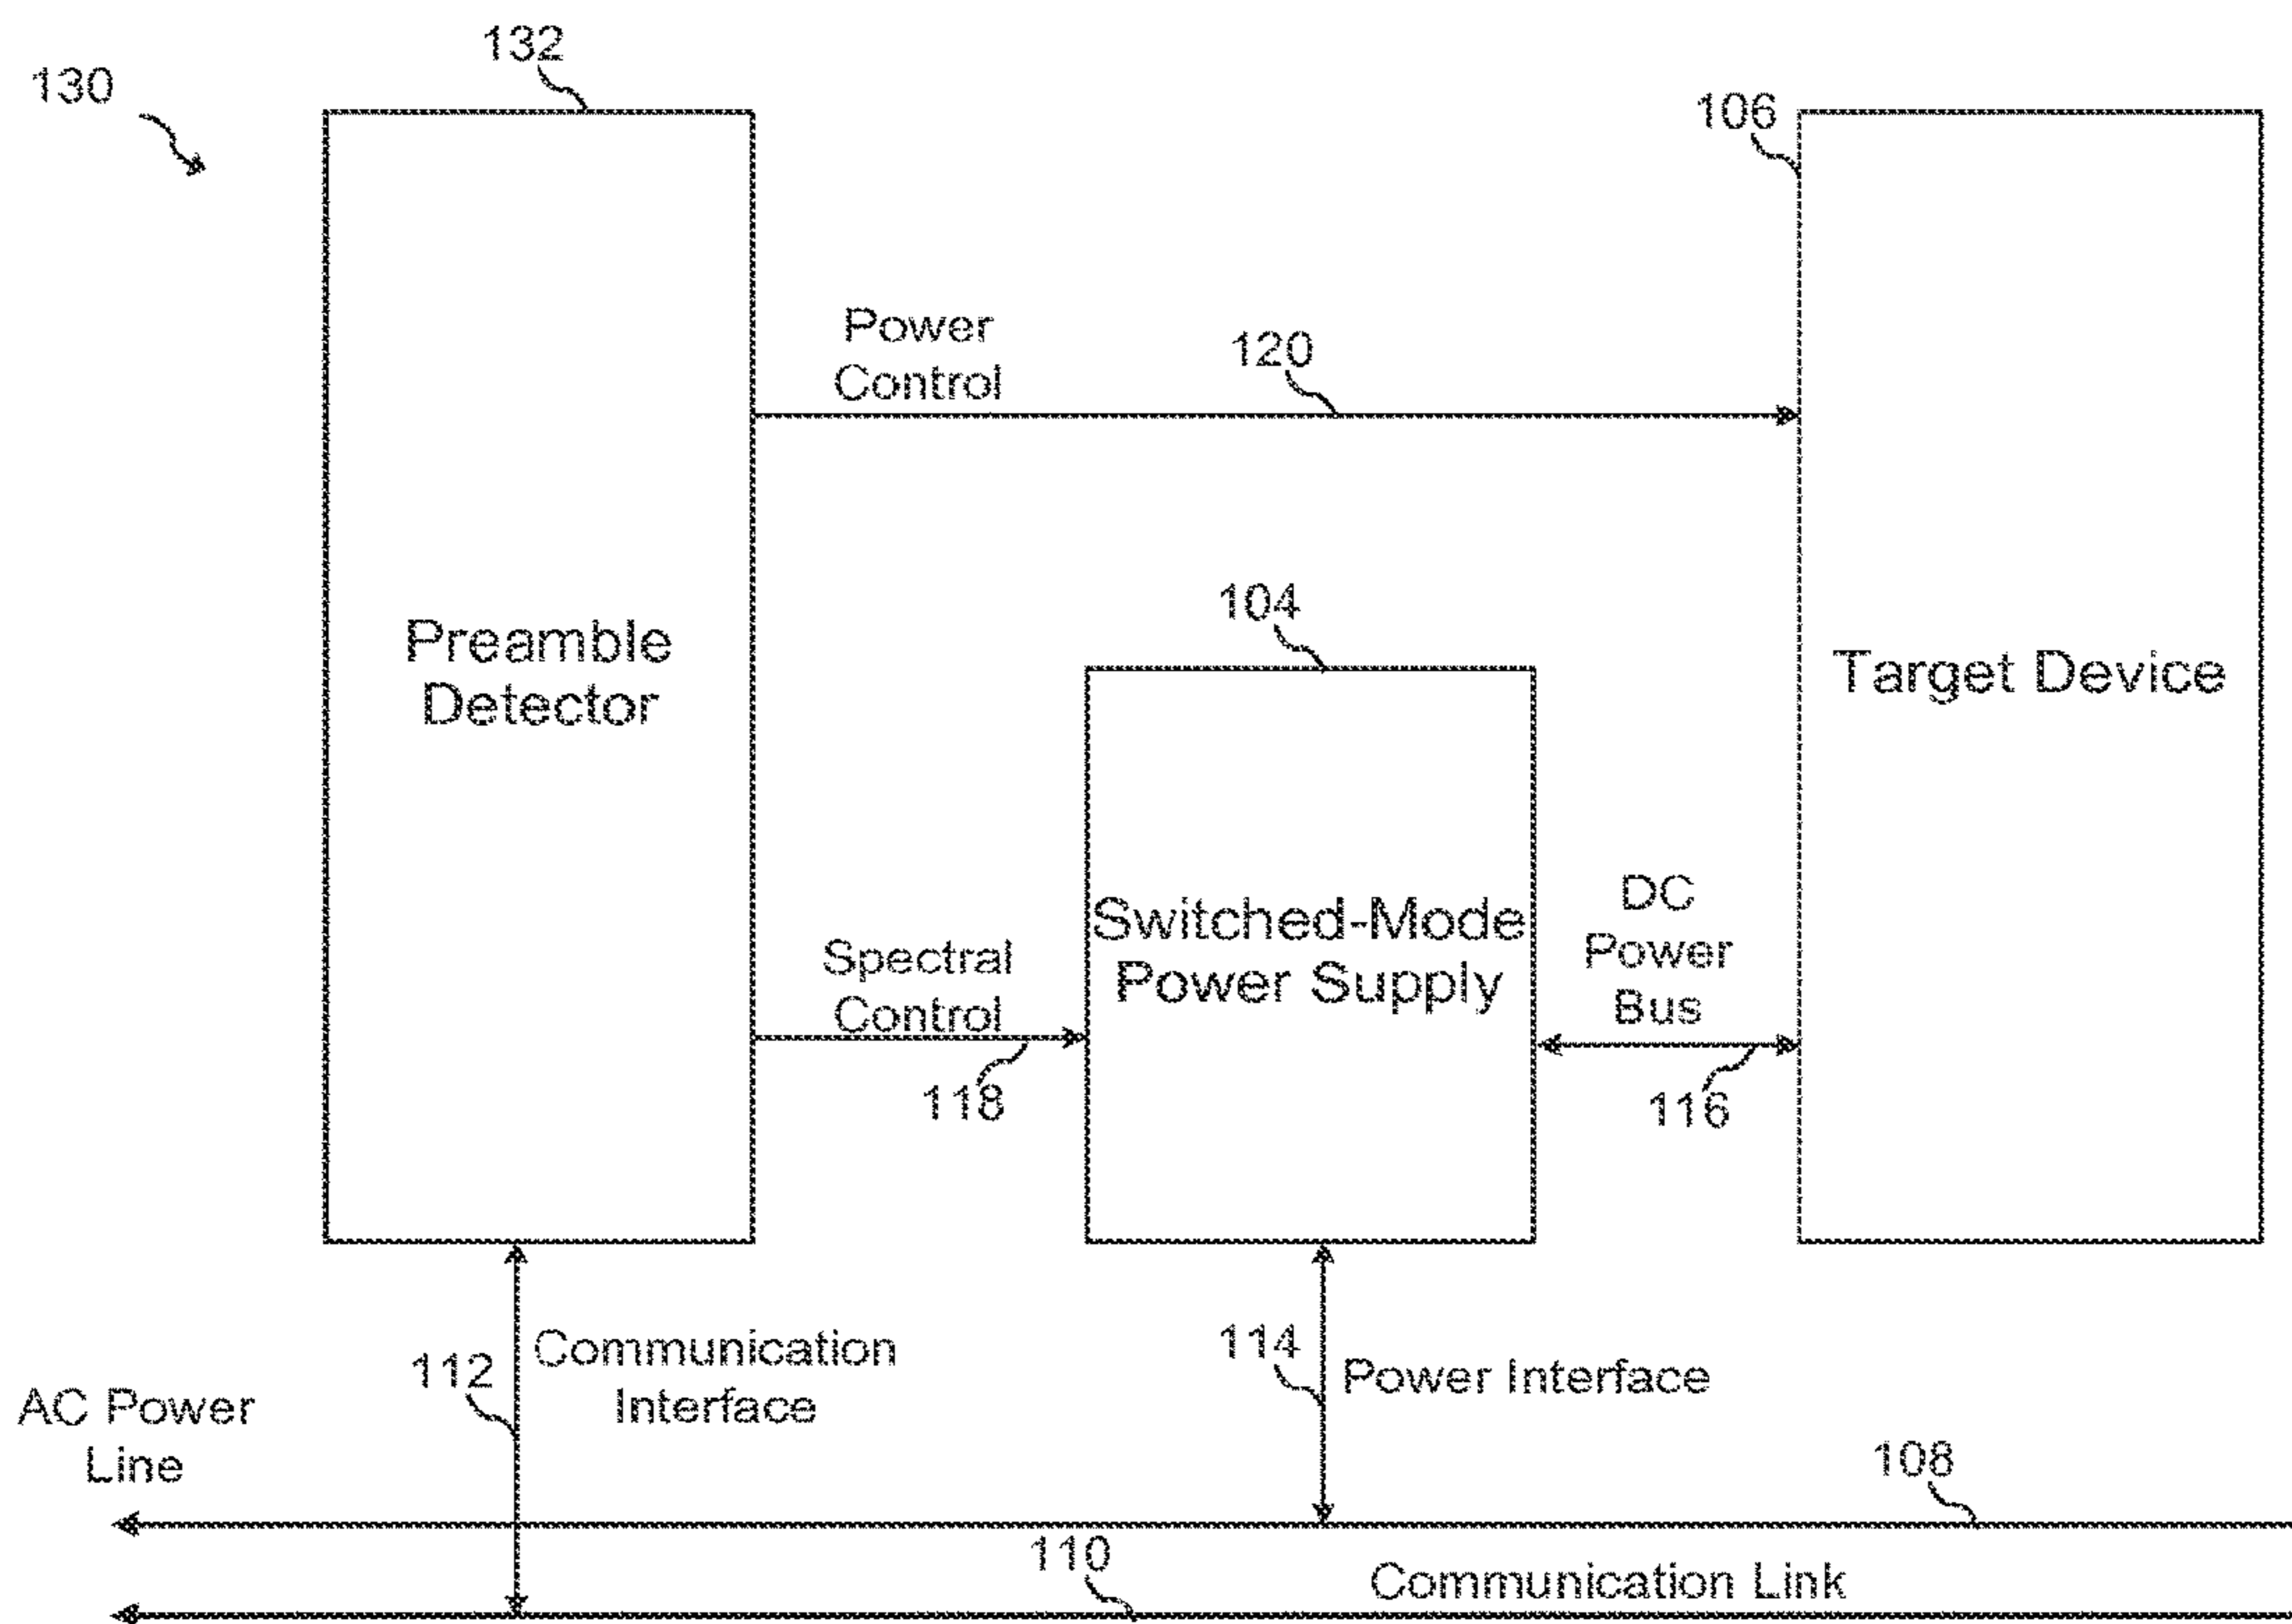 132
130
106
Power
Control
120
104
Preamble
Detector
Target Device
Switched-Mode
Power Supply
DC
Power
Bus
Spectral
Control
118
116
112
Communication
Interface
114
Power Interface
AC Power
Line
108
110
Communication Link